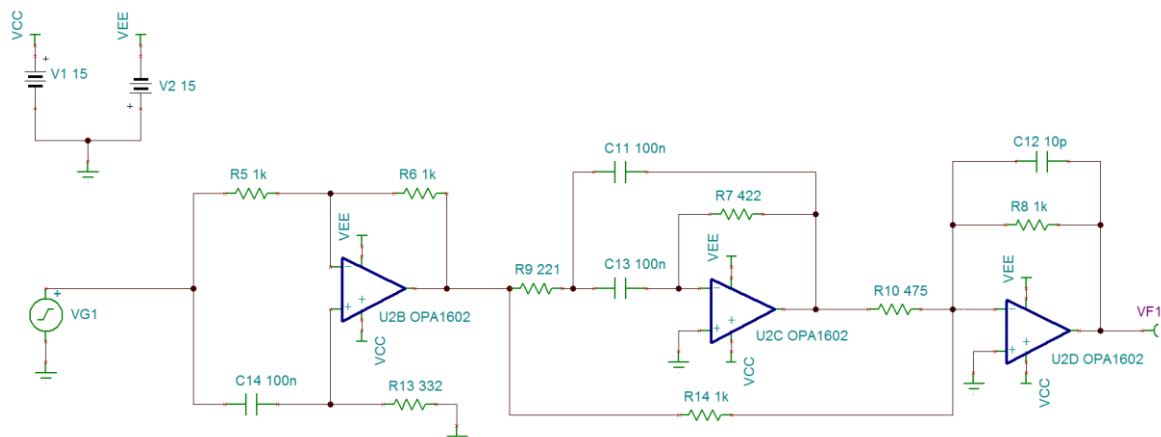 VCC
VEE
V1 15
V2 15
+
+
C12 10p
C11 100n
R5 1k
R6 1k
R7 422
R8 1k
VEE
VEE
VEE
R9 221
C13 100n
R10 475
+
VG1
−
+
+
U2B OPA1602
−
+
+
U2C OPA1602
−
+
+
U2D OPA1602
VF1
VCC
VCC
VCC
C14 100n
R13 332
R14 1k